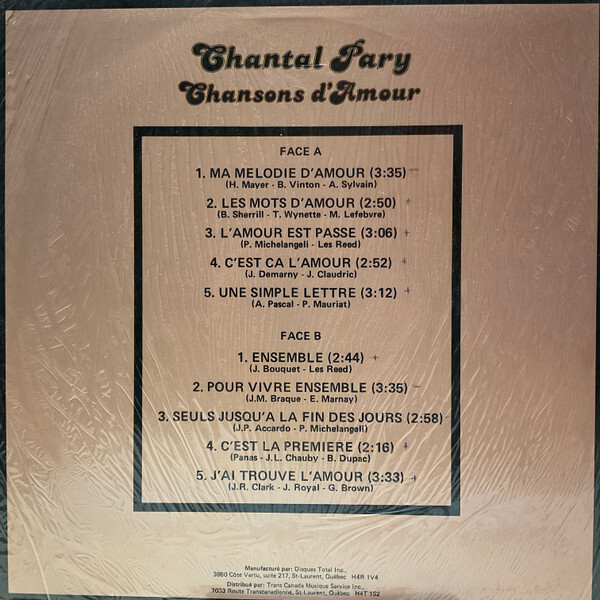 Chantal Pary
Chansons d'Amour
FACE A
1. MA MELODIE D'AMOUR (3:35) -
(H. Mayer - B. Vinton - A. Sylvain)
2. LES MOTS D'AMOUR (2:50) +
(B. Sherrill - T. Wynette - M. Lefebvre)
3. L'AMOUR EST PASSE (3:06) +
(P. Michelangeli - Les Reed)
4. C'EST CA L'AMOUR (2:52) +
(J. Demarny - J. Claudric)
5. UNE SIMPLE LETTRE (3:12) +
(A. Pascal - P. Mauriat)
FACE B
1. ENSEMBLE (2:44) +
(J. Bouquet - Les Reed)
2. POUR VIVRE ENSEMBLE (3:35) -
(J.M. Braque - E. Marnay)
3. SEULS JUSQU'A LA FIN DES JOURS (2:58) -
(J.P. Accardo - P. Michelangeli)
4. C'EST LA PREMIERE (2:16) +
(Panas - J.L. Chauby - B. Dupac)
5. J'AI TROUVE L'AMOUR (3:33) +
(J.R. Clark - J. Royal - G. Brown)
Manufacturé par: Disques Total Inc.,
3860 Côte Vertu, suite 217, St-Laurent, Québec H4R 1V4
Distribué par: Trans Canada Musique Service Inc.,
7033 Route Transcanadienne, St-Laurent, Québec H4T 1S2